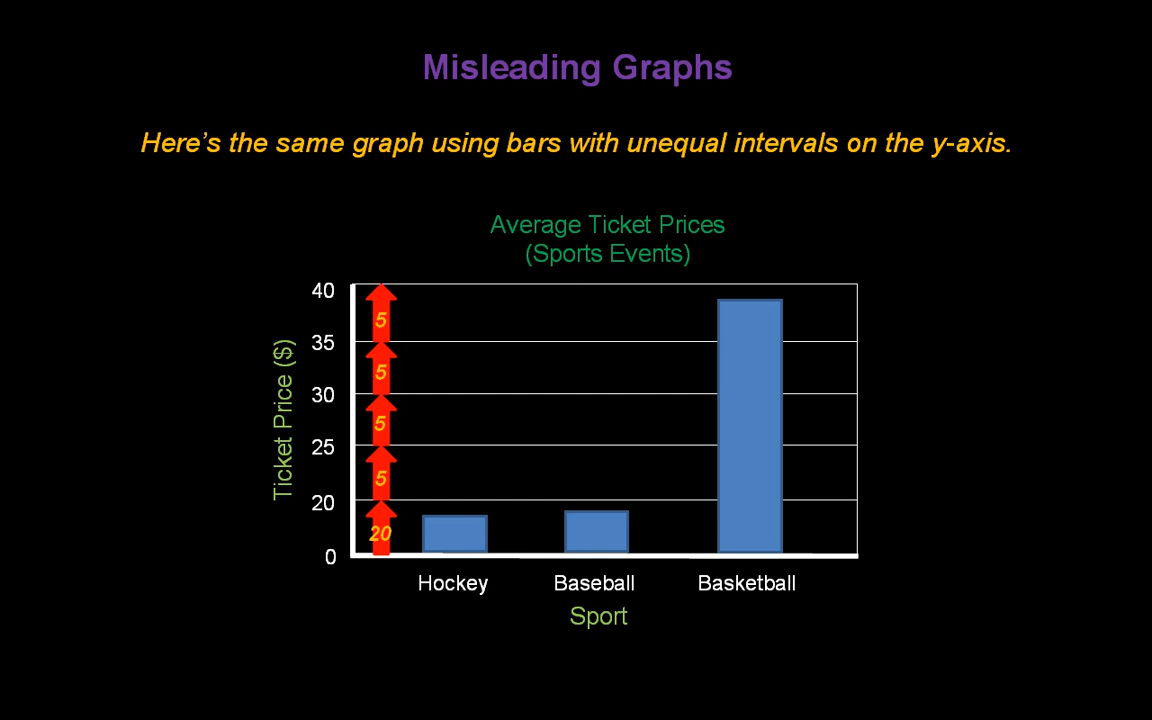 Misleading Graphs
Here’s the same graph using bars with unequal intervals on the y-axis.
Average Ticket Prices
(Sports Events)
Ticket Price ($)
40
35
30
25
20
0
5
5
5
5
20
Hockey Baseball Basketball
Sport